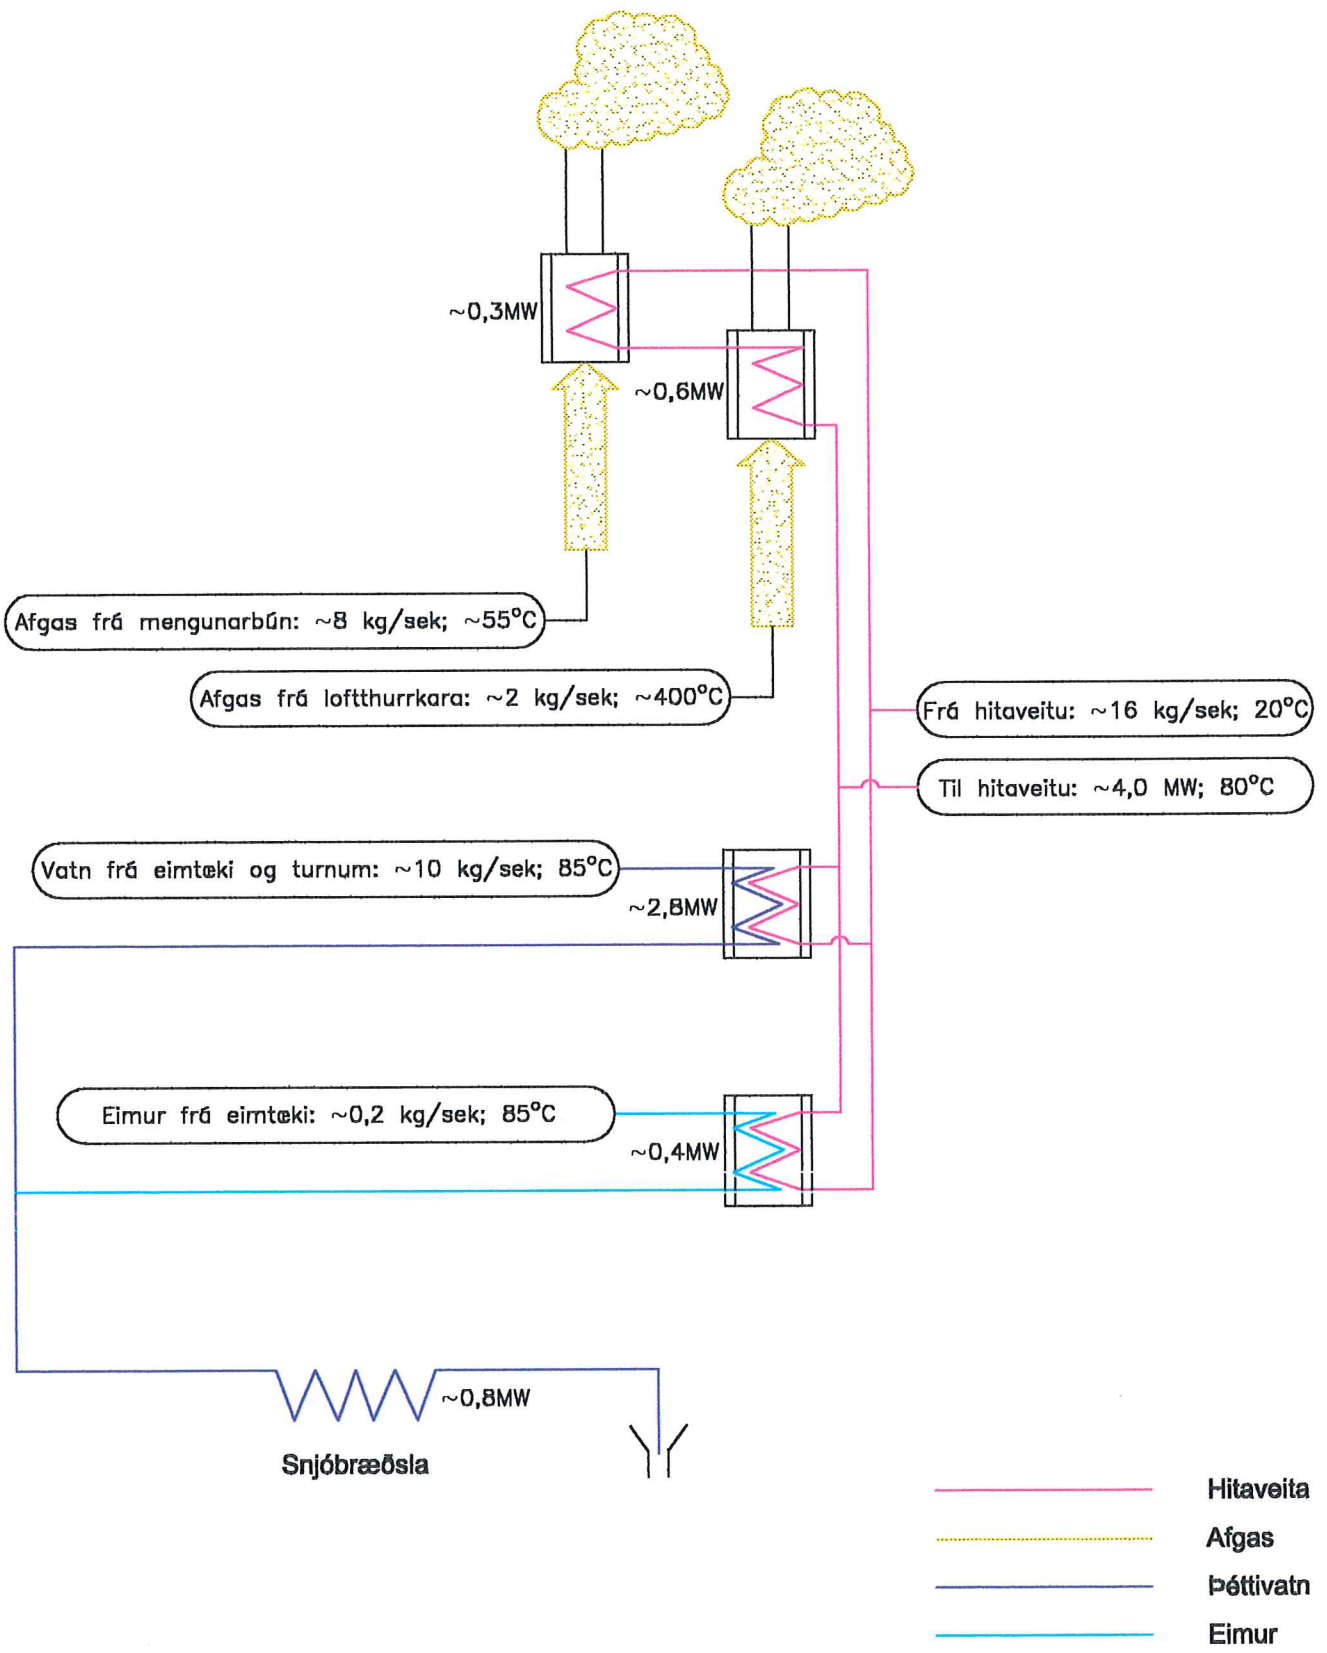 ~0,3MW
~0,6MW
Afgas frá mengunarbún: ~8 kg/sek; ~55°C
Afgas frá loftthurrkara: ~2 kg/sek; ~400°C
Frá hitaveitu: ~16 kg/sek; 20°C
Til hitaveitu: ~4,0 MW; 80°C
Vatn frá eimtæki og turnum: ~10 kg/sek; 85°C
~2,8MW
Eimur frá eimtæki: ~0,2 kg/sek; 85°C
~0,4MW
~0,8MW
Snjóbræðsla
Hitaveita
Afgas
Þéttivatn
Eimur